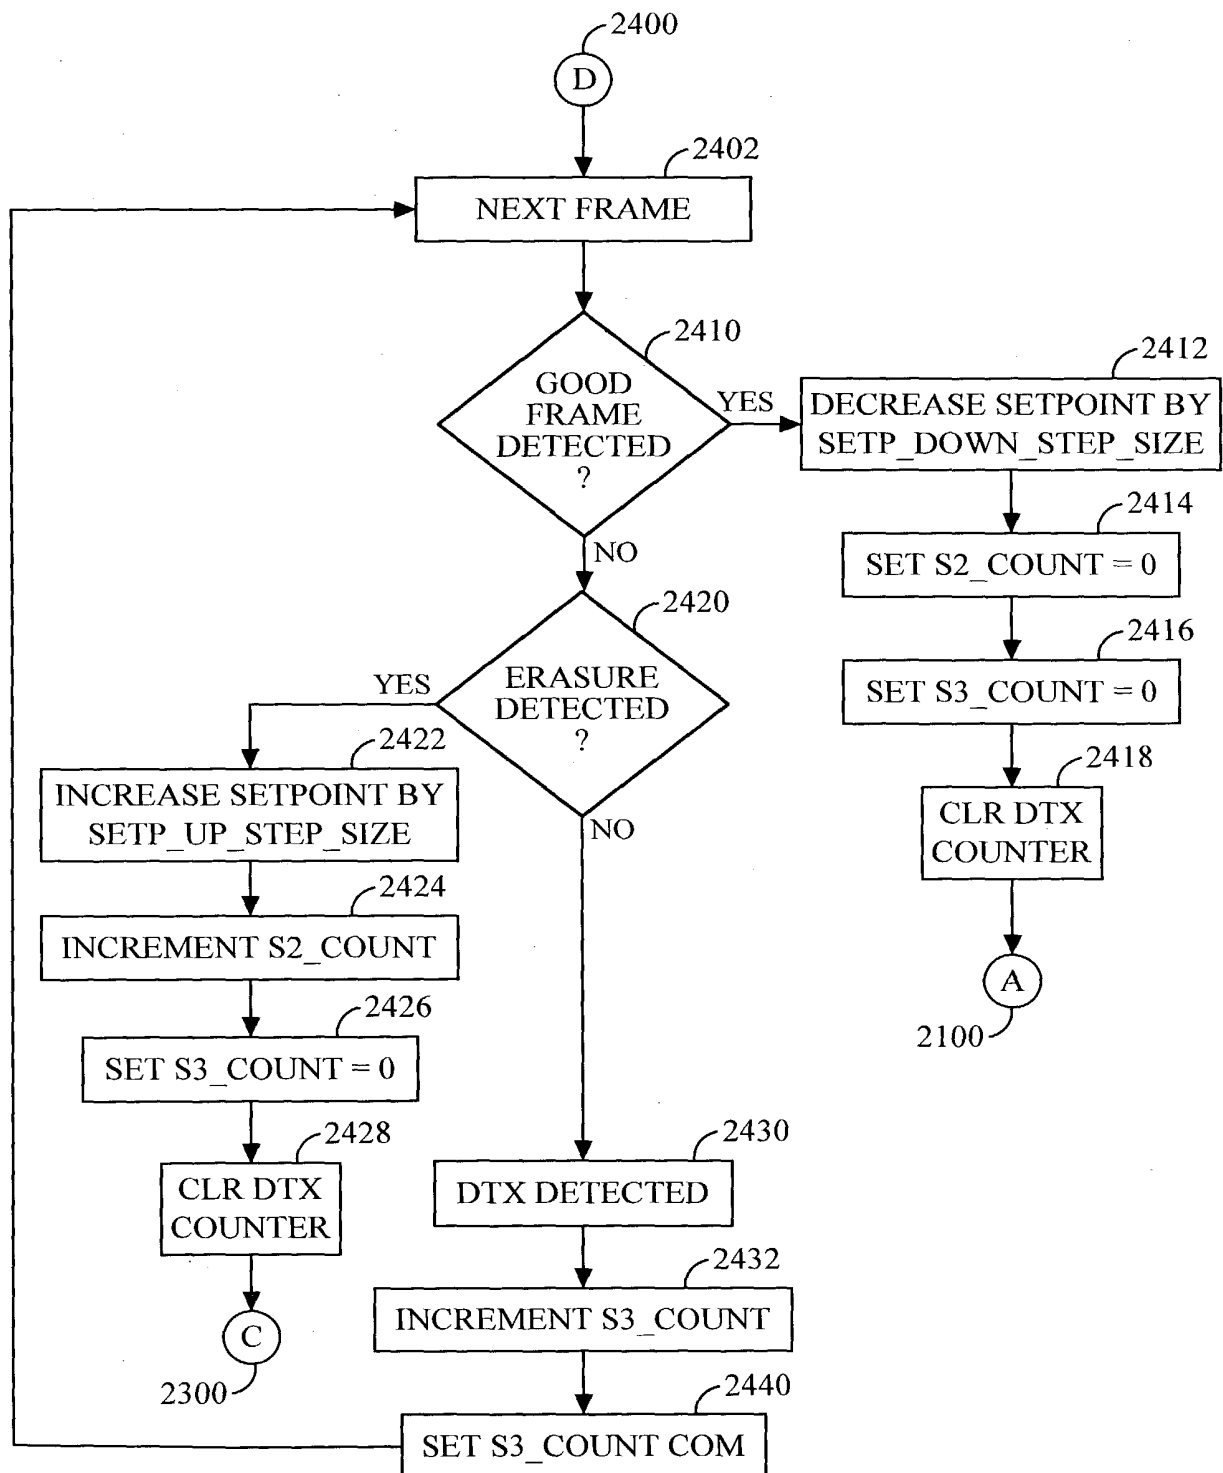 2400
D
2402
NEXT FRAME
2410
GOOD
FRAME
DETECTED
?
YES
NO
2412
DECREASE SETPOINT BY
SETP_DOWN_STEP_SIZE
2414
SET S2_COUNT = 0
2416
SET S3_COUNT = 0
2418
CLR DTX
COUNTER
A
2100
2420
ERASURE
DETECTED
?
YES
NO
2422
INCREASE SETPOINT BY
SETP_UP_STEP_SIZE
2424
INCREMENT S2_COUNT
2426
SET S3_COUNT = 0
2428
CLR DTX
COUNTER
C
2300
2430
DTX DETECTED
2432
INCREMENT S3_COUNT
2440
SET S3_COUNT COM